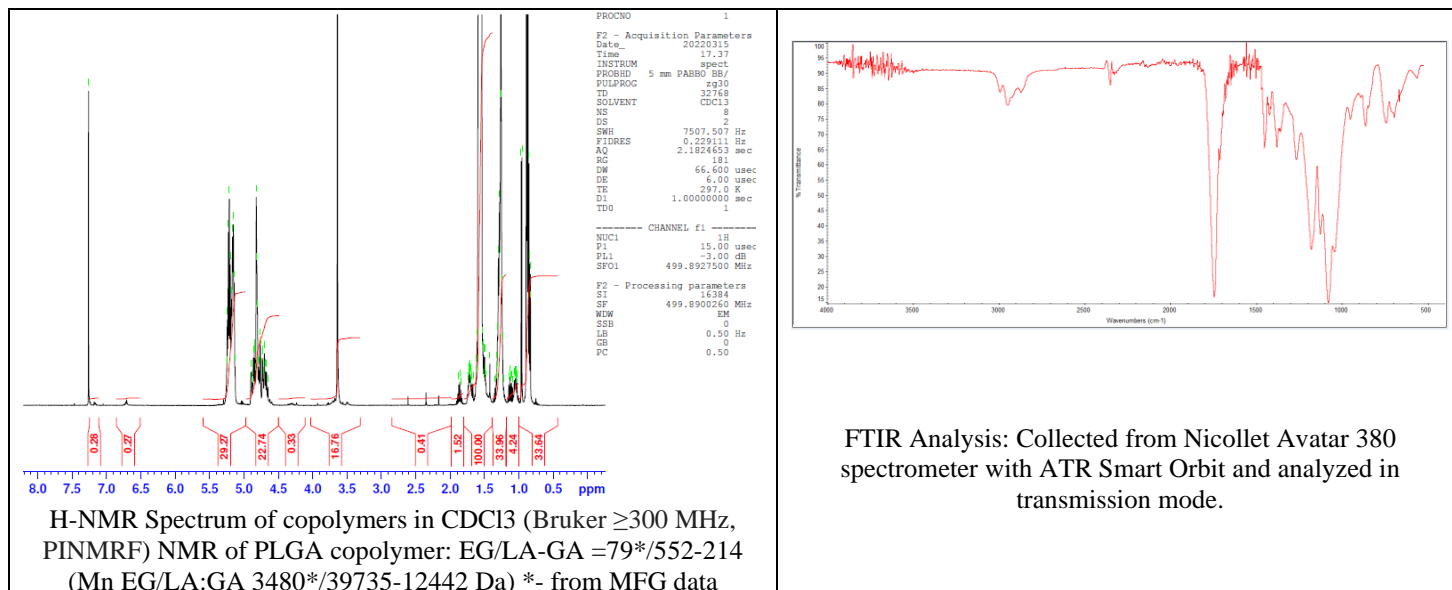 PROCNO 1
F2 - Acquisition Parameters
Date_ 20220315
Time 17.37
INSTRUM spect
PROBHD 5 mm PABBO BB/
PULPROG zg30
TD 32768
SOLVENT CDCl3
NS 8
DS 2
SWH 7507.507 Hz
FIDRES 0.229111 Hz
AQ 2.1824653 sec
RG 181
DW 66.600 usec
DE 6.00 usec
TE 297.0 K
D1 1.00000000 sec
TD0 1
======== CHANNEL f1 ========
NUC1 1H
P1 15.00 usec
PL1 -3.00 dB
SFO1 499.8927500 MHz
F2 - Processing parameters
SI 16384
SF 499.8900260 MHz
WDW EM
SSB 0
LB 0.50 Hz
GB 0
PC 0.50
0.28 0.27 29.27 22.74 0.33 16.76 0.41 1.52 100.00 33.96 4.24 33.64
8.0 7.5 7.0 6.5 6.0 5.5 5.0 4.5 4.0 3.5 3.0 2.5 2.0 1.5 1.0 0.5 ppm
H-NMR Spectrum of copolymers in CDCl3 (Bruker ≥300 MHz,
PINMRF) NMR of PLGA copolymer: EG/LA-GA =79*/552-214
(Mn EG/LA:GA 3480*/39735-12442 Da) *- from MFG data
100
95
90
85
80
75
70
65
60
55
50
45
40
35
30
25
20
15
%Transmittance
4000 3500 3000 2500 2000 1500 1000 500
Wavenumbers (cm-1)
FTIR Analysis: Collected from Nicollet Avatar 380
spectrometer with ATR Smart Orbit and analyzed in
transmission mode.